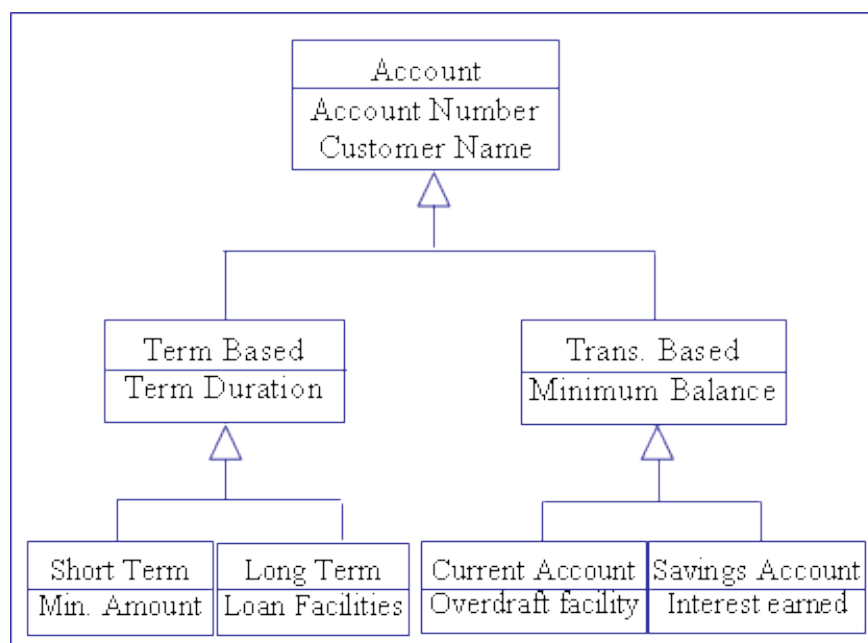 Account
Account Number
Customer Name
Term Based
Term Duration
Trans. Based
Minimum Balance
Short Term
Min. Amount
Long Term
Loan Facilities
Current Account
Overdraft facility
Savings Account
Interest earned